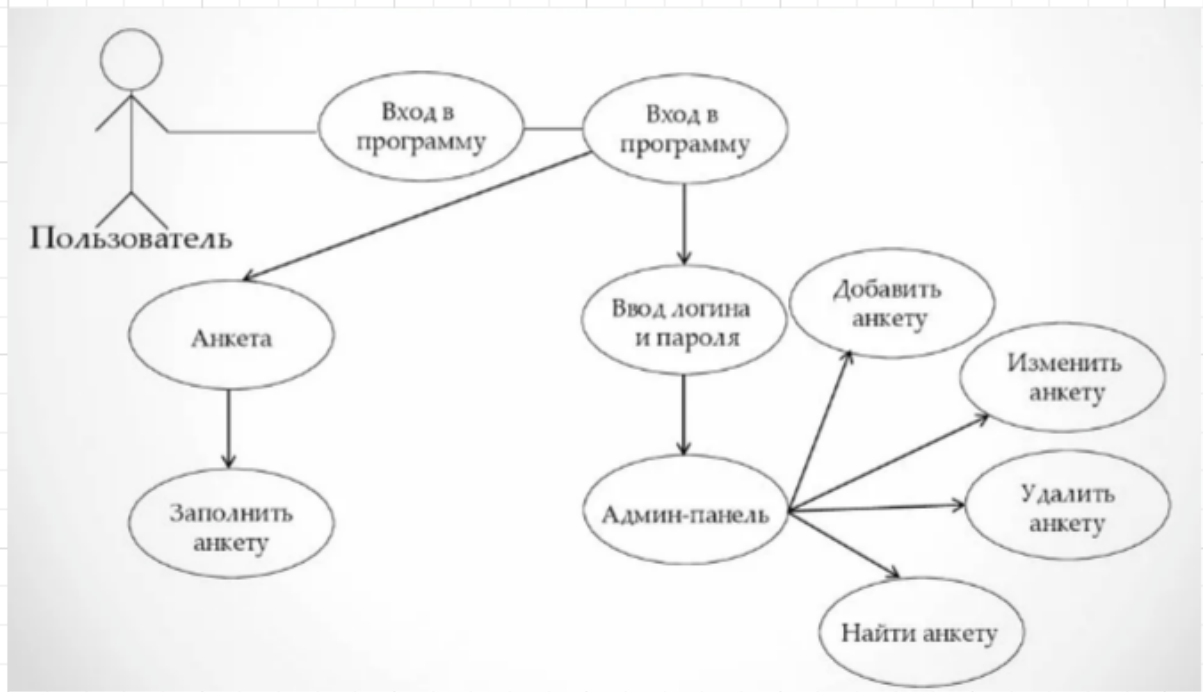 Вход в
программу
Вход в
программу
Пользователь
Анкета
Ввод логина
и пароля
Добавить
анкету
Изменить
анкету
Заполнить
анкету
Админ-панель
Удалить
анкету
Найти анкету